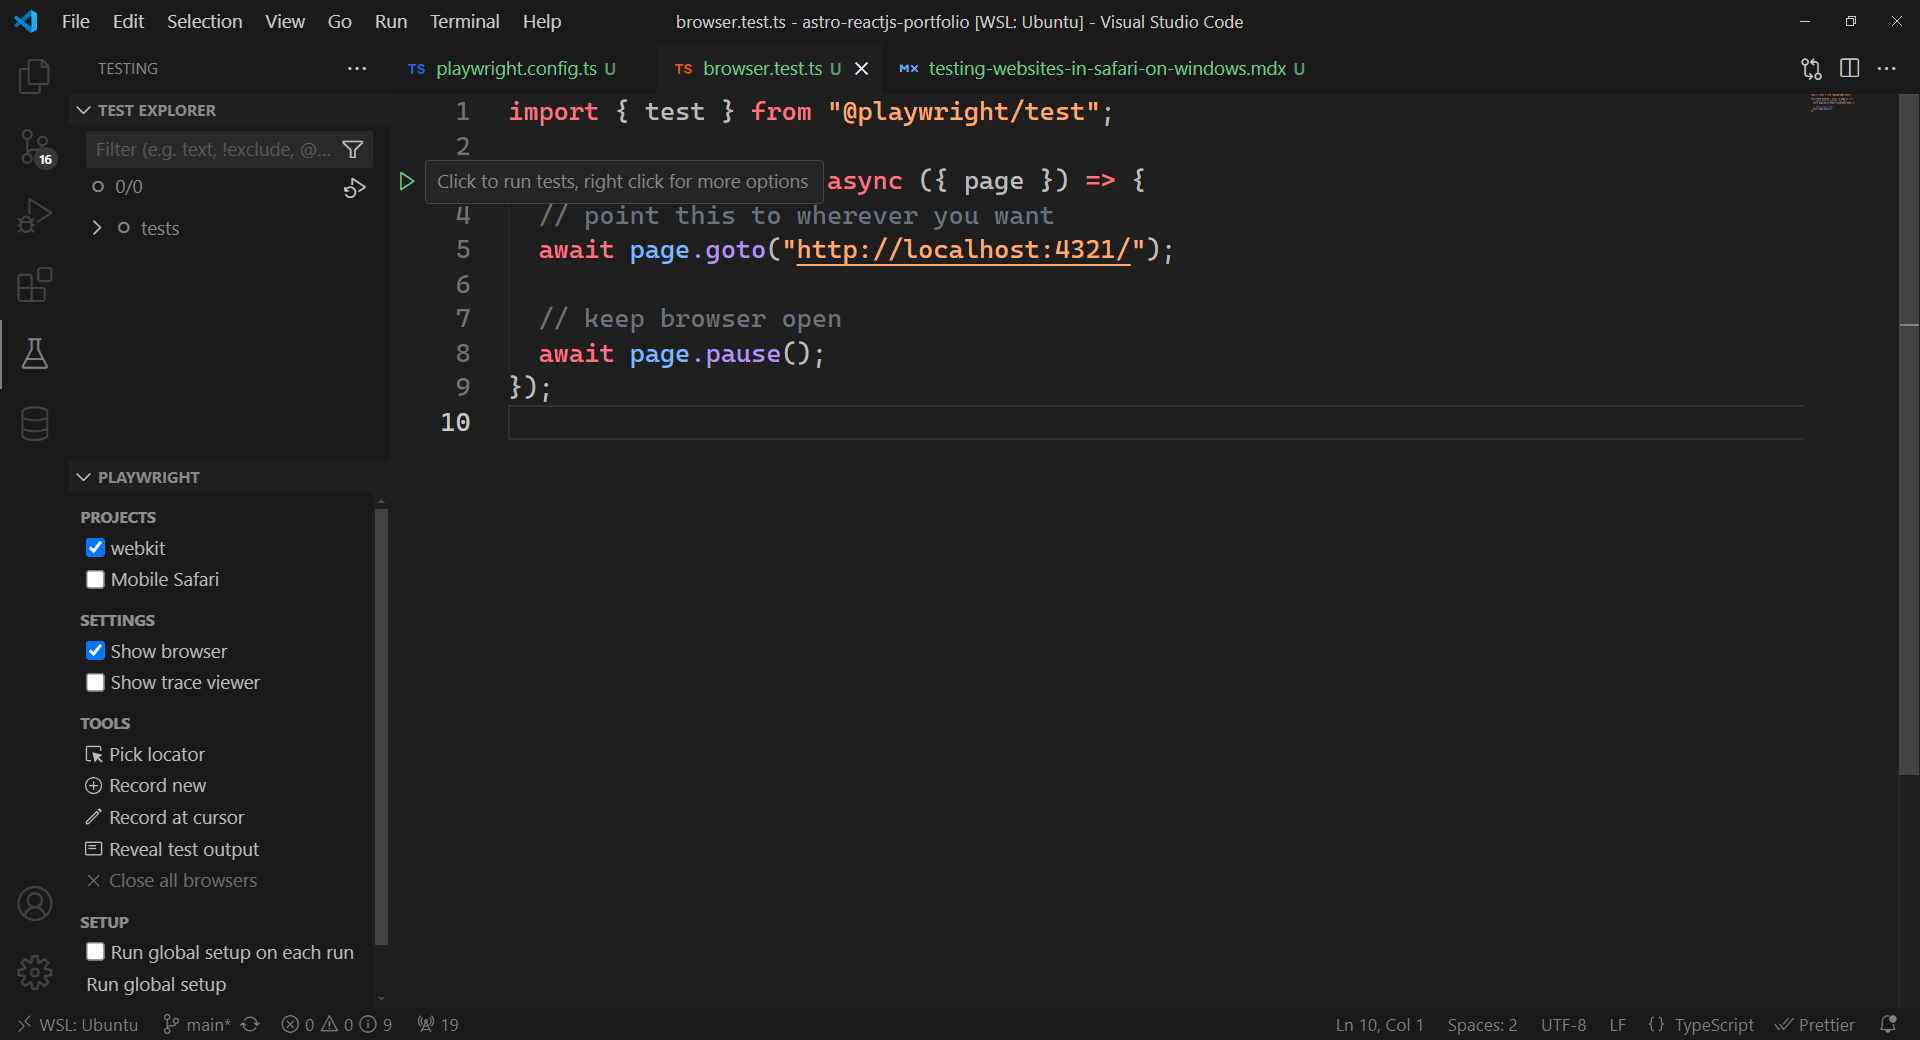 File Edit Selection View Go Run Terminal Help
browser.test.ts - astro-reactjs-portfolio [WSL: Ubuntu] - Visual Studio Code
TESTING
TS playwright.config.ts U
TS browser.test.ts U
MX testing-websites-in-safari-on-windows.mdx U
TEST EXPLORER
Filter (e.g. text, !exclude, @...
0/0
tests
16
1 import { test } from "@playwright/test";
2
Click to run tests, right click for more options
async ({ page }) => {
4 // point this to wherever you want
5 await page.goto("http://localhost:4321/");
6
7 // keep browser open
8 await page.pause();
9 });
10
PLAYWRIGHT
PROJECTS
webkit
Mobile Safari
SETTINGS
Show browser
Show trace viewer
TOOLS
Pick locator
Record new
Record at cursor
Reveal test output
Close all browsers
SETUP
Run global setup on each run
Run global setup
WSL: Ubuntu main* 0 0 9 19
Ln 10, Col 1 Spaces: 2 UTF-8 LF {} TypeScript Prettier